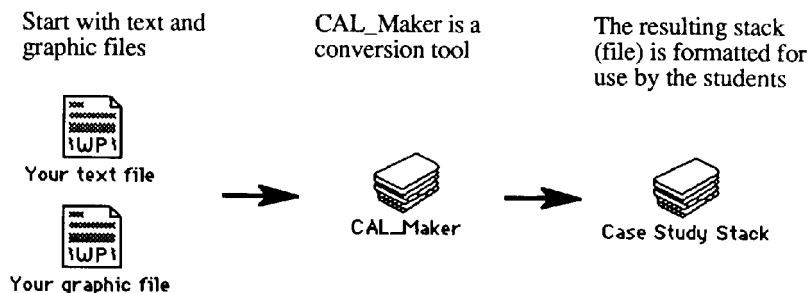 Start with text and
graphic files
CAL_Maker is a
conversion tool
The resulting stack
(file) is formatted for
use by the students
WP
Your text file
WP
Your graphic file
CAL_Maker
Case Study Stack